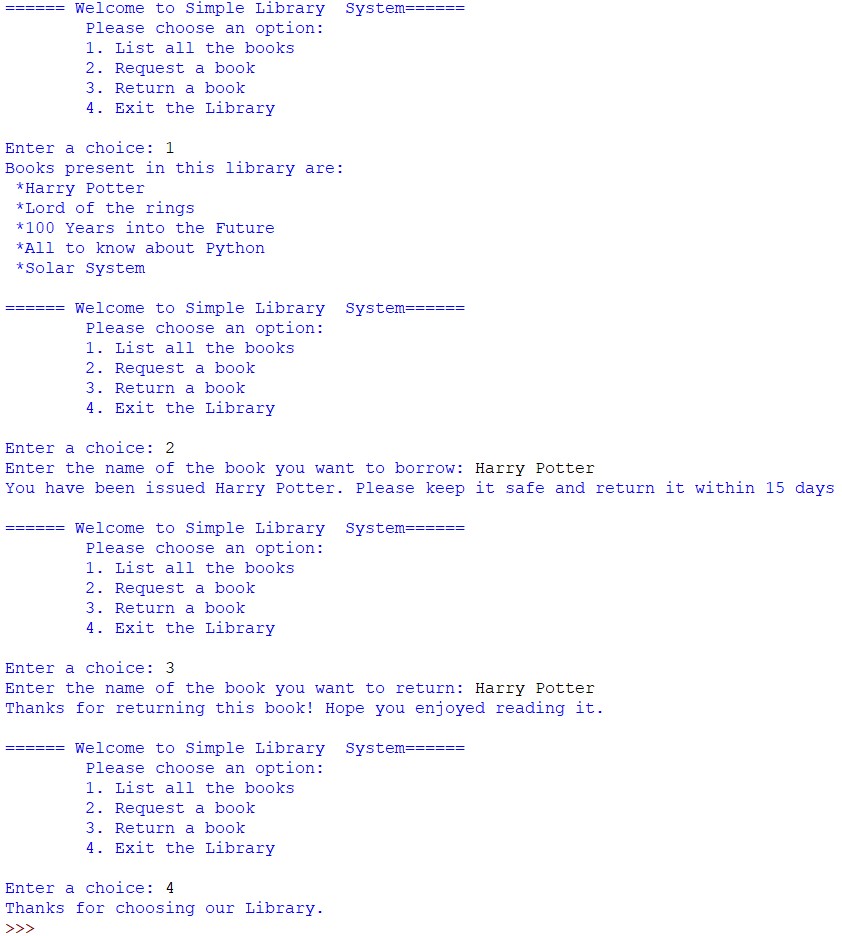 ====== Welcome to Simple Library  System======
        Please choose an option:
        1. List all the books
        2. Request a book
        3. Return a book
        4. Exit the Library

Enter a choice: 1
Books present in this library are:
 *Harry Potter
 *Lord of the rings
 *100 Years into the Future
 *All to know about Python
 *Solar System

====== Welcome to Simple Library  System======
        Please choose an option:
        1. List all the books
        2. Request a book
        3. Return a book
        4. Exit the Library

Enter a choice: 2
Enter the name of the book you want to borrow: Harry Potter
You have been issued Harry Potter. Please keep it safe and return it within 15 days

====== Welcome to Simple Library  System======
        Please choose an option:
        1. List all the books
        2. Request a book
        3. Return a book
        4. Exit the Library

Enter a choice: 3
Enter the name of the book you want to return: Harry Potter
Thanks for returning this book! Hope you enjoyed reading it.

====== Welcome to Simple Library  System======
        Please choose an option:
        1. List all the books
        2. Request a book
        3. Return a book
        4. Exit the Library

Enter a choice: 4
Thanks for choosing our Library.
>>>